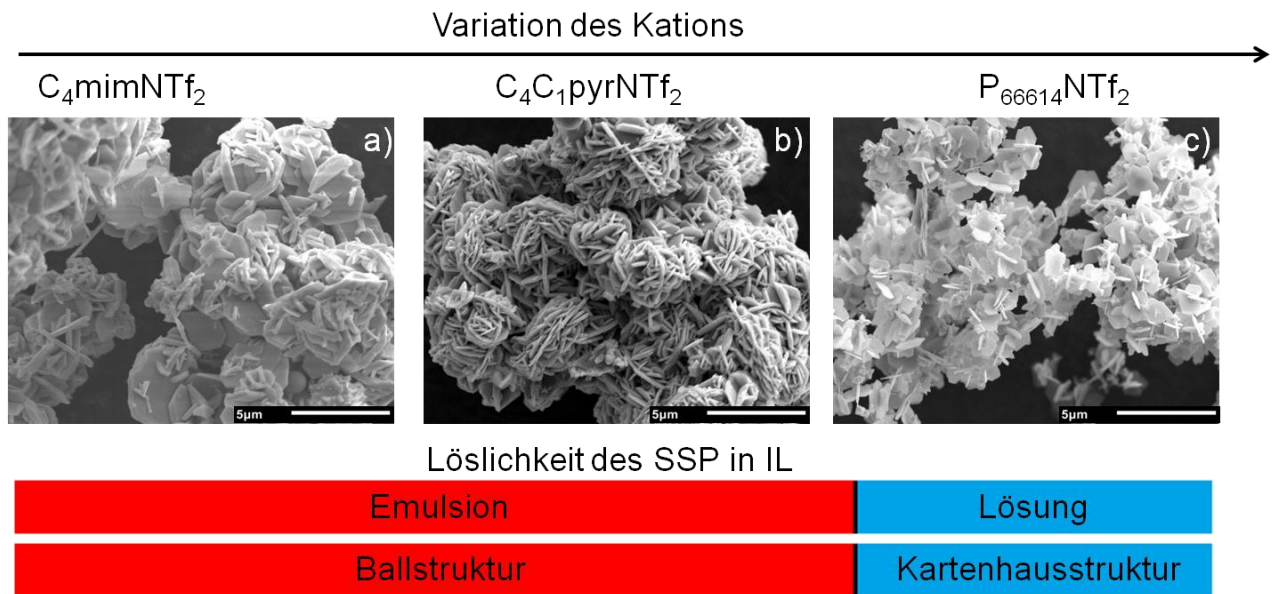 Variation des Kations
C₄mimNTf₂
C₄C₁pyrNTf₂
P₆₆₆₁₄NTf₂
a)
b)
c)
5µm
5µm
5µm
Löslichkeit des SSP in IL
Emulsion
Lösung
Ballstruktur
Kartenhausstruktur